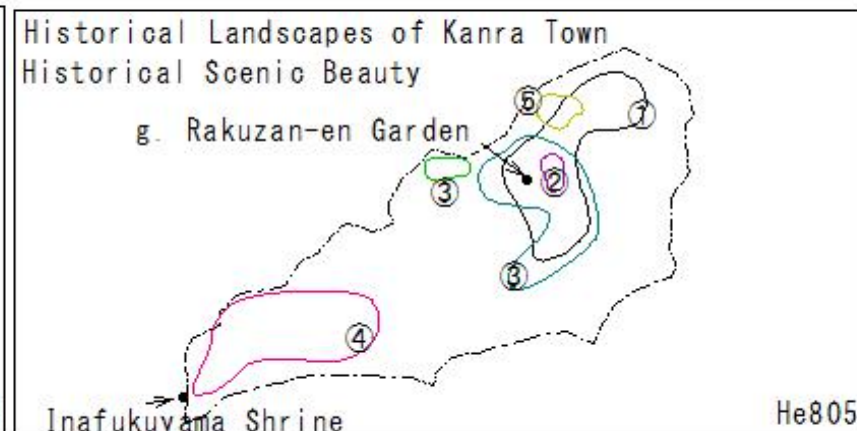 Historical Landscapes of Kanra Town
Historical Scenic Beauty
g. Rakuzan-en Garden
⑤
①
②
③
③
④
Inafukuyama Shrine
He805